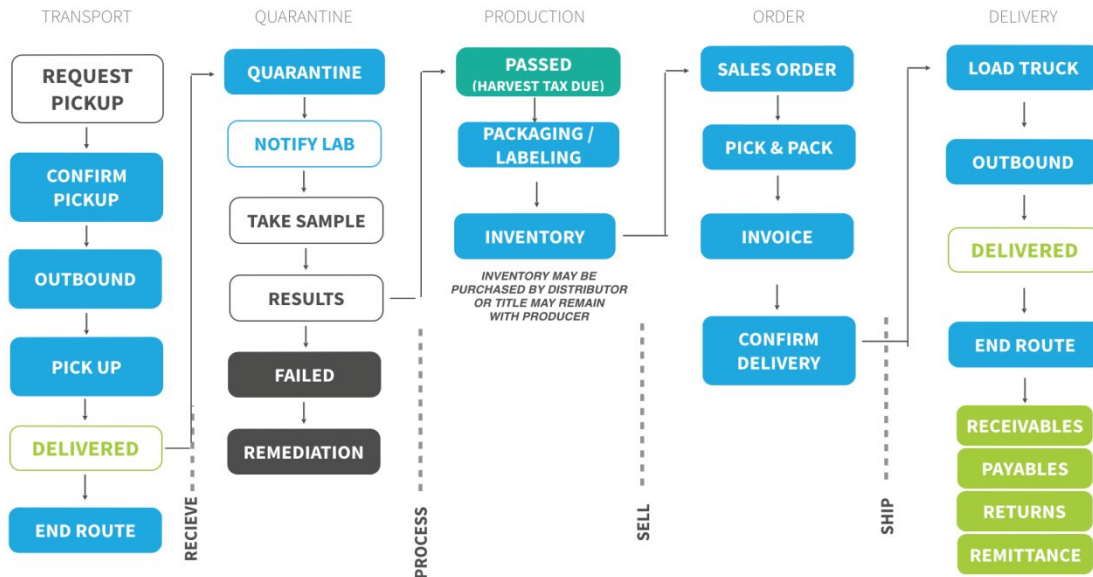 TRANSPORT
REQUEST
PICKUP
CONFIRM
PICKUP
OUTBOUND
PICK UP
DELIVERED
END ROUTE
RECIEVE
QUARANTINE
QUARANTINE
NOTIFY LAB
TAKE SAMPLE
RESULTS
FAILED
REMEDIATION
PROCESS
PRODUCTION
PASSED
(HARVEST TAX DUE)
PACKAGING /
LABELING
INVENTORY
INVENTORY MAY BE
PURCHASED BY DISTRIBUTOR
OR TITLE MAY REMAIN
WITH PRODUCER
SELL
ORDER
SALES ORDER
PICK & PACK
INVOICE
CONFIRM
DELIVERY
SHIP
DELIVERY
LOAD TRUCK
OUTBOUND
DELIVERED
END ROUTE
RECEIVABLES
PAYABLES
RETURNS
REMITTANCE